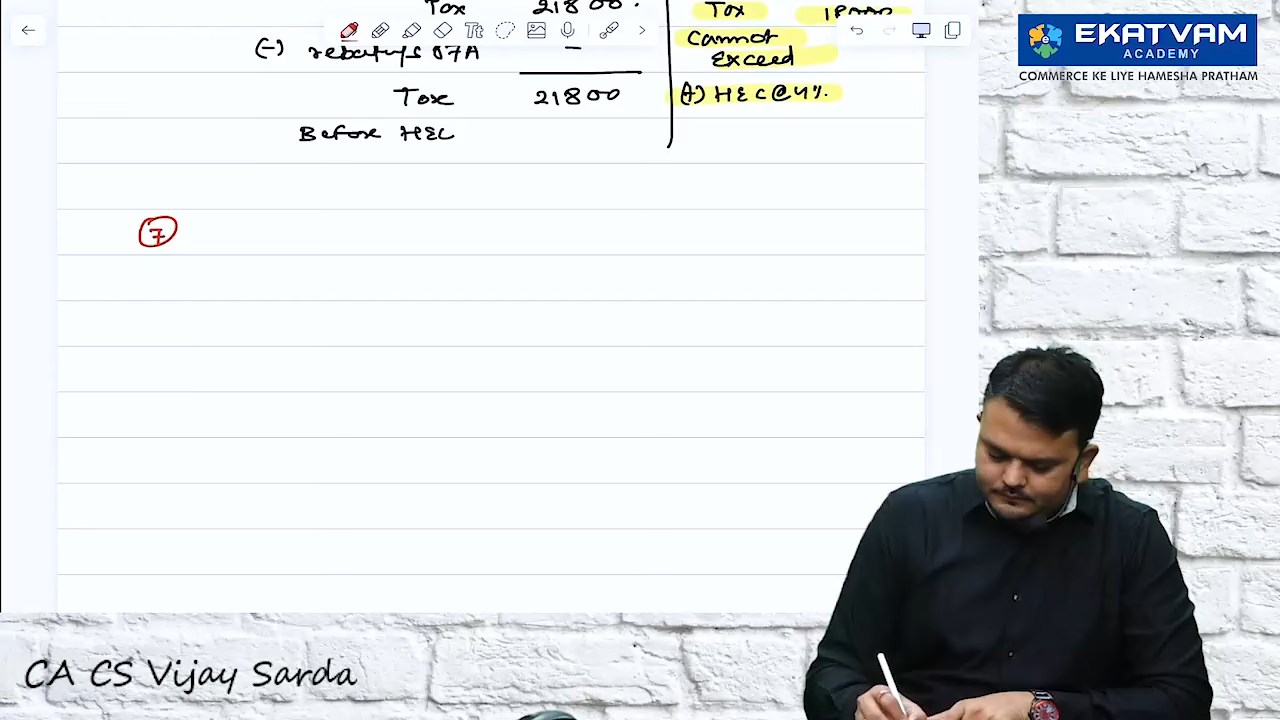 Tax 21800.
(-) rebate u/s 87A -
Tax 21800
Before HEC
Tax
Cannot
Exceed
(+) HEC@4%.
7
Tt
EKATVAM
ACADEMY
COMMERCE KE LIYE HAMESHA PRATHAM
CA CS Vijay Sarda